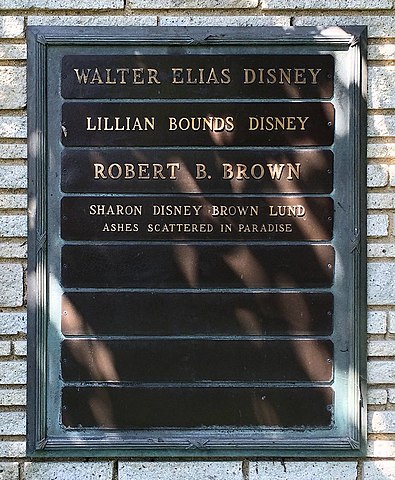 WALTER ELIAS DISNEY
LILLIAN BOUNDS DISNEY
ROBERT B. BROWN
SHARON DISNEY BROWN LUND
ASHES SCATTERED IN PARADISE